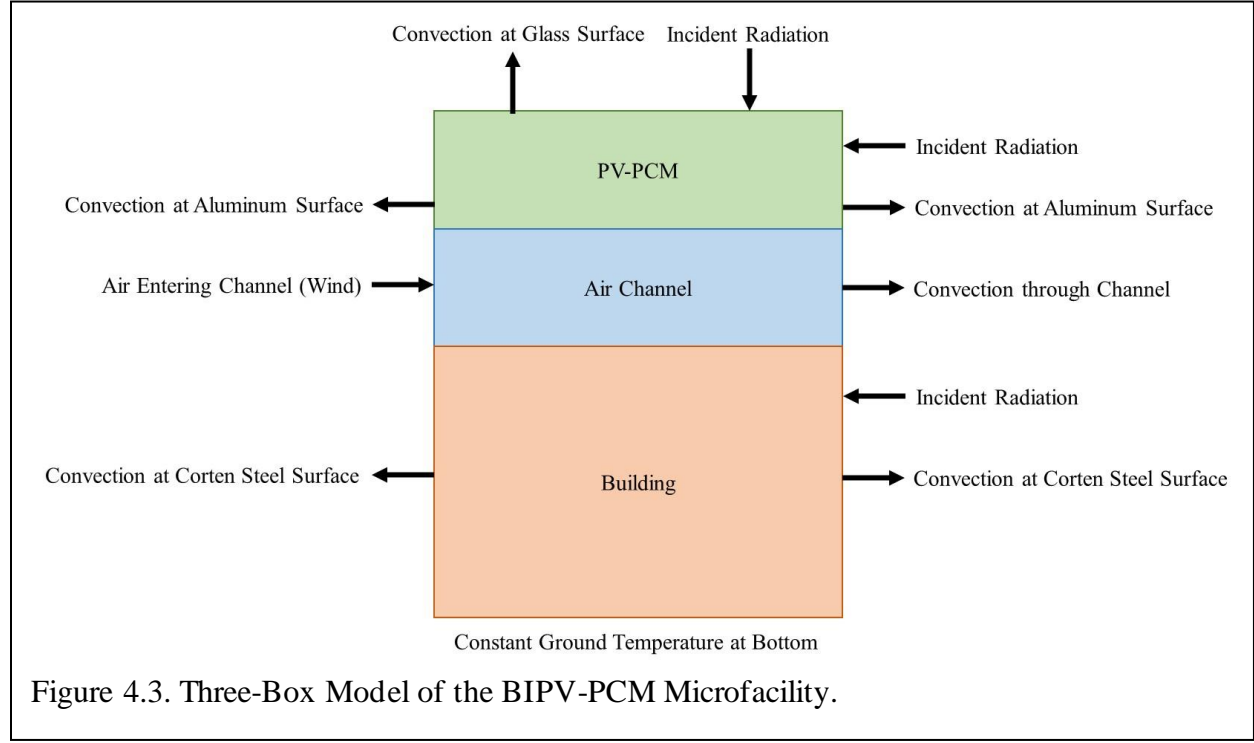 Convection at Glass Surface
Incident Radiation
Incident Radiation
PV-PCM
Convection at Aluminum Surface
Convection at Aluminum Surface
Air Entering Channel (Wind)
Air Channel
Convection through Channel
Incident Radiation
Convection at Corten Steel Surface
Building
Convection at Corten Steel Surface
Constant Ground Temperature at Bottom
Figure 4.3. Three-Box Model of the BIPV-PCM Microfacility.